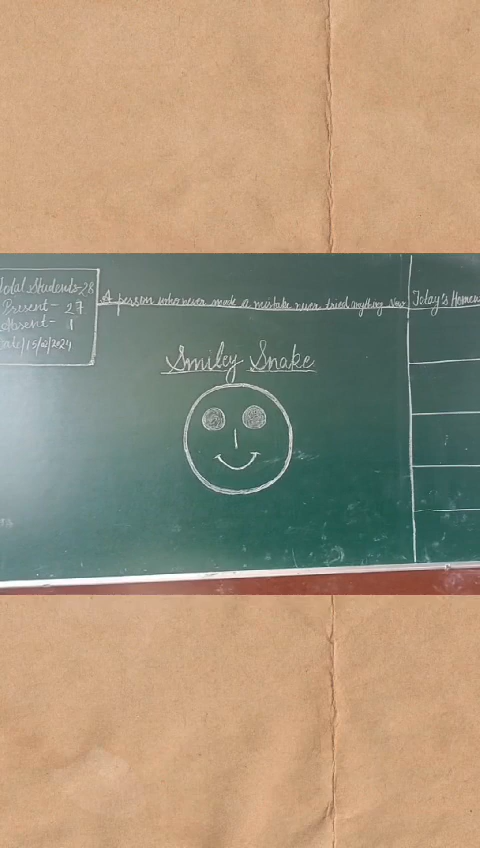 Total Students-28
Present- 27
Absent- 1
Date/15/02/2024
A person who never made a mistake never tried anything new
Today's Homew
Smiley Snake